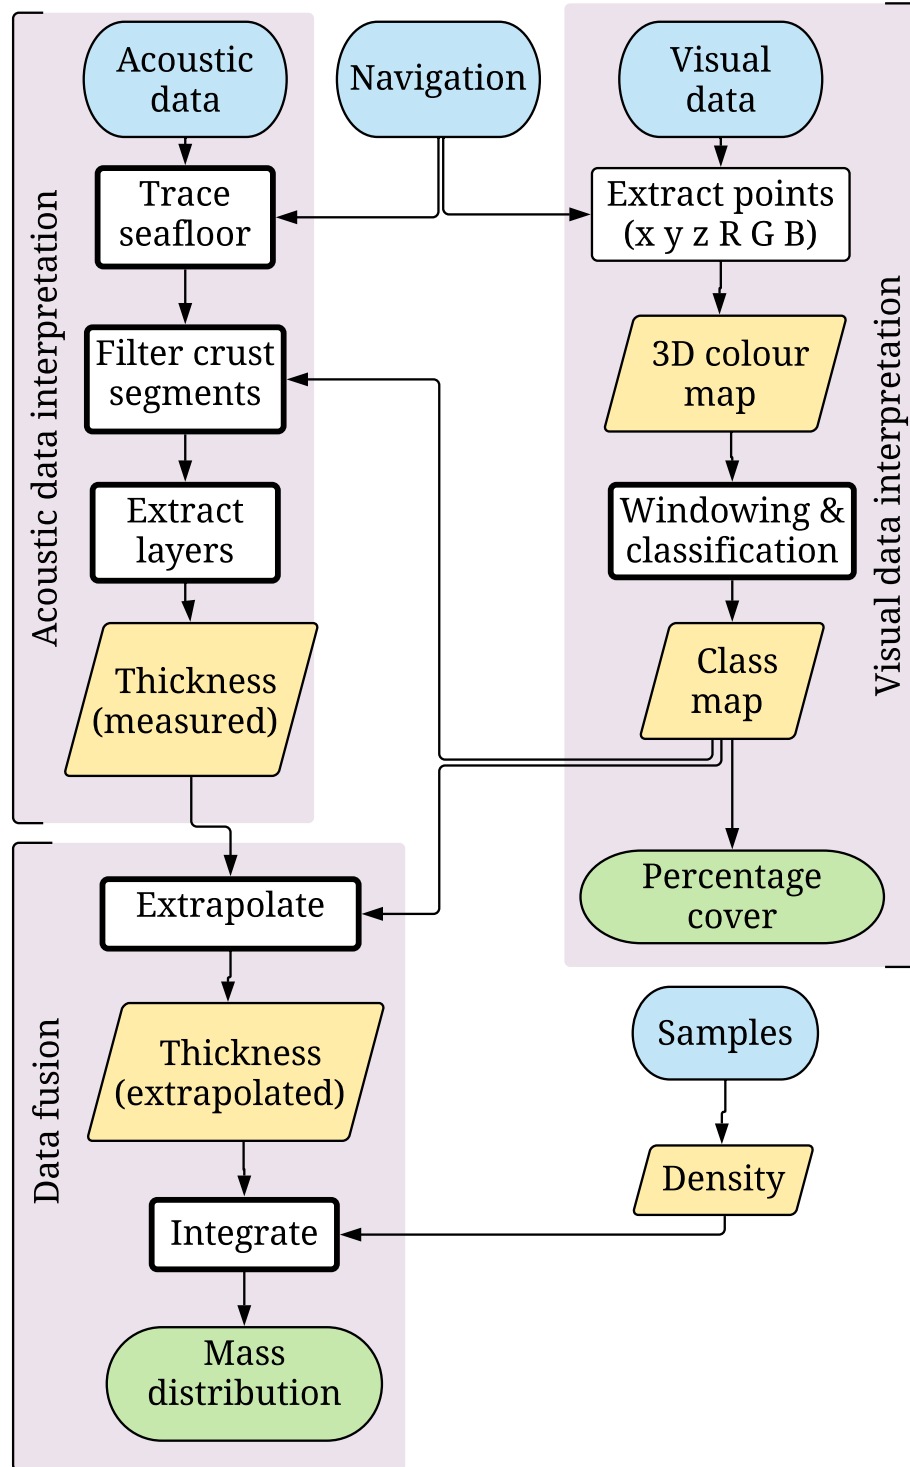 Acoustic
data
Navigation
Visual
data
Trace
seafloor
Extract points
(x y z R G B)
Filter crust
segments
3D colour
map
Extract
layers
Windowing &
classification
Thickness
(measured)
Class
map
Acoustic data interpretation
Visual data interpretation
Extrapolate
Percentage
cover
Thickness
(extrapolated)
Samples
Density
Integrate
Mass
distribution
Data fusion